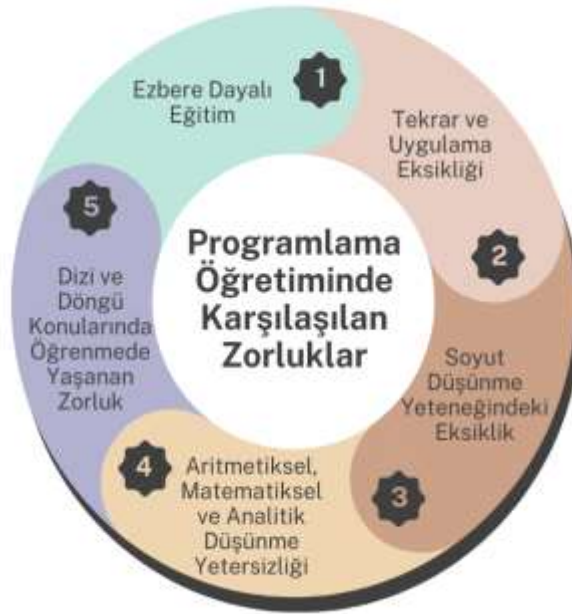 Programlama
Öğretiminde
Karşılaşılan
Zorluklar
1
Ezbere Dayalı
Eğitim
Tekrar ve
Uygulama
Eksikliği
2
Soyut
Düşünme
Yeteneğindeki
Eksiklik
3
Aritmetiksel,
Matematiksel
ve Analitik
Düşünme
Yetersizliği
4
5
Dizi ve
Döngü
Konularında
Öğrenmede
Yaşanan
Zorluk